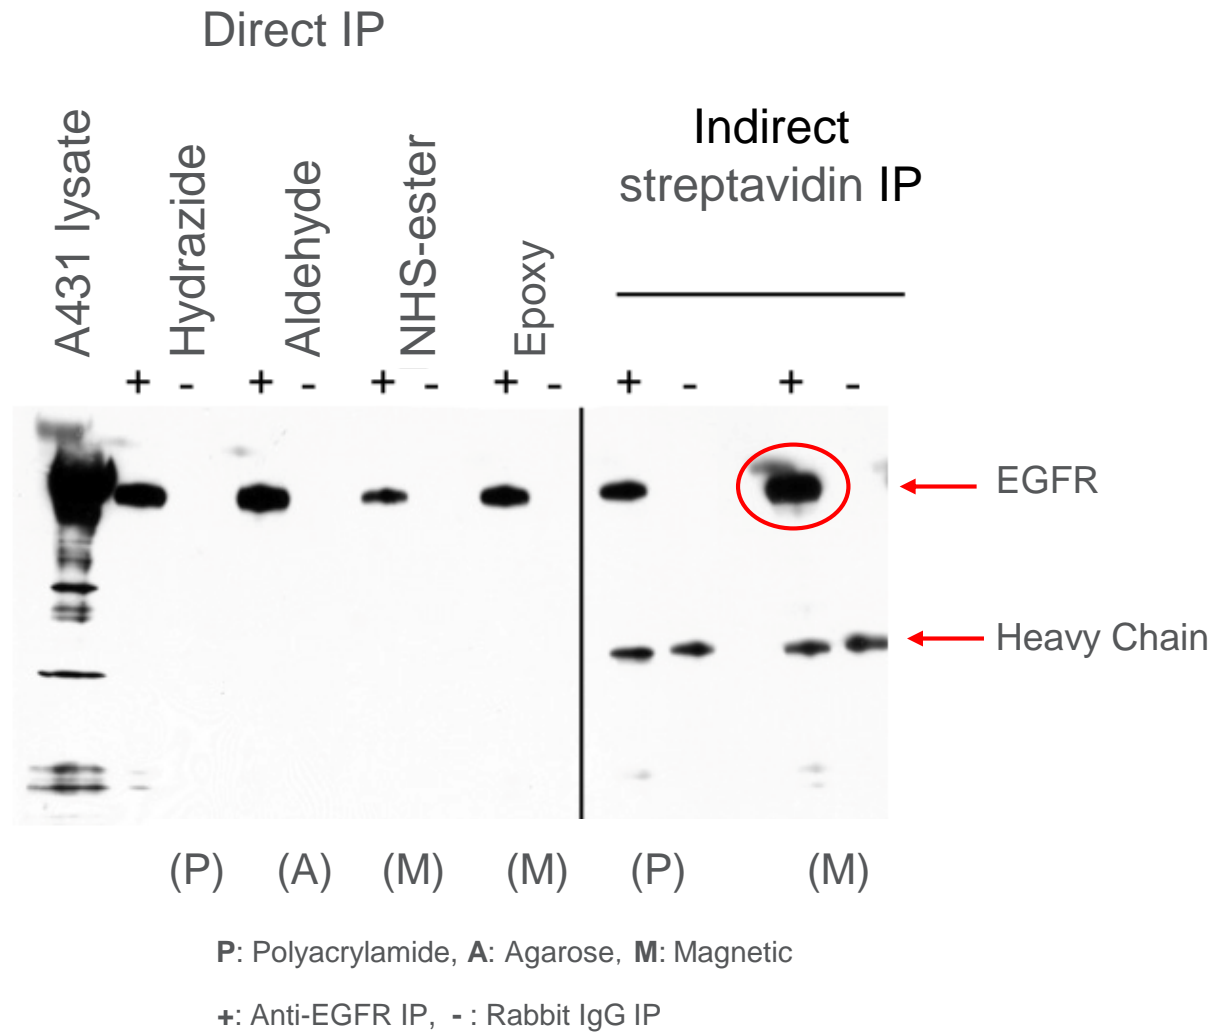 Direct IP
Indirect
streptavidin IP
A431 lysate
Hydrazide
Aldehyde
NHS-ester
Epoxy
+ - + - + - + - + - + -
EGFR
Heavy Chain
(P) (A) (M) (M) (P) (M)
P: Polyacrylamide, A: Agarose, M: Magnetic
+: Anti-EGFR IP, - : Rabbit IgG IP